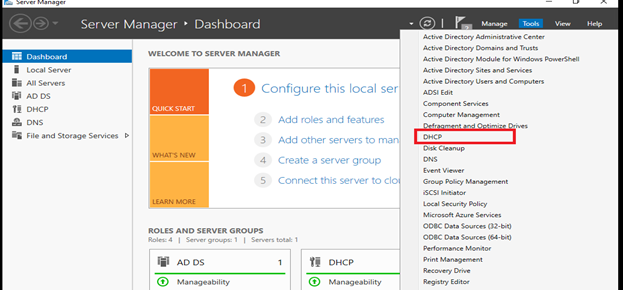 Server Manager
Server Manager • Dashboard
Manage Tools View Help
Dashboard
Local Server
All Servers
AD DS
DHCP
DNS
File and Storage Services
WELCOME TO SERVER MANAGER
QUICK START
WHAT'S NEW
LEARN MORE
1 Configure this local ser
2 Add roles and features
3 Add other servers to man
4 Create a server group
5 Connect this server to clo
ROLES AND SERVER GROUPS
Roles: 4 | Server groups: 1 | Servers total: 1
AD DS 1
Manageability
DHCP
Manageability
Active Directory Administrative Center
Active Directory Domains and Trusts
Active Directory Module for Windows PowerShell
Active Directory Sites and Services
Active Directory Users and Computers
ADSI Edit
Component Services
Computer Management
Defragment and Optimize Drives
DHCP
Disk Cleanup
DNS
Event Viewer
Group Policy Management
iSCSI Initiator
Local Security Policy
Microsoft Azure Services
ODBC Data Sources (32-bit)
ODBC Data Sources (64-bit)
Performance Monitor
Print Management
Recovery Drive
Registry Editor